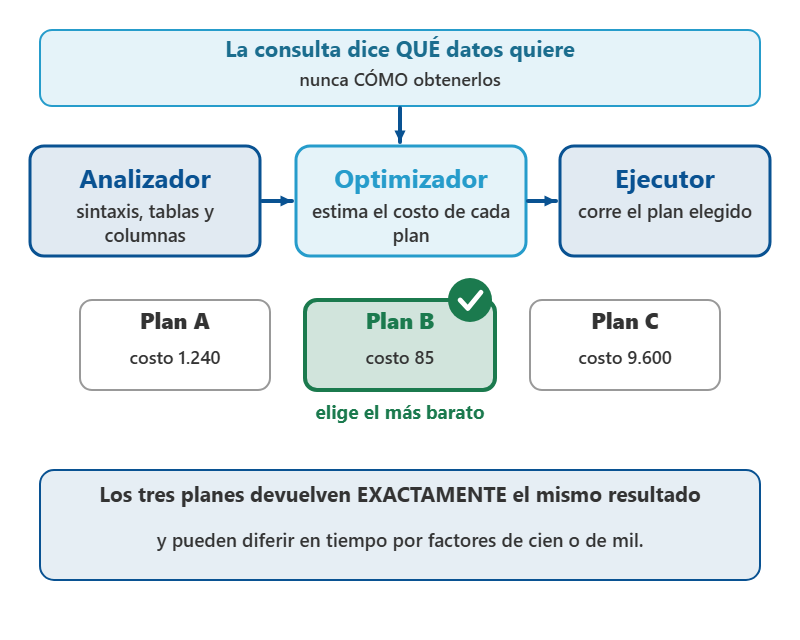 La consulta dice QUÉ datos quiere
nunca CÓMO obtenerlos
Analizador
sintaxis, tablas y
columnas
Optimizador
estima el costo de cada
plan
Ejecutor
corre el plan elegido
Plan A
costo 1.240
Plan B
costo 85
Plan C
costo 9.600
elige el más barato
Los tres planes devuelven EXACTAMENTE el mismo resultado
y pueden diferir en tiempo por factores de cien o de mil.